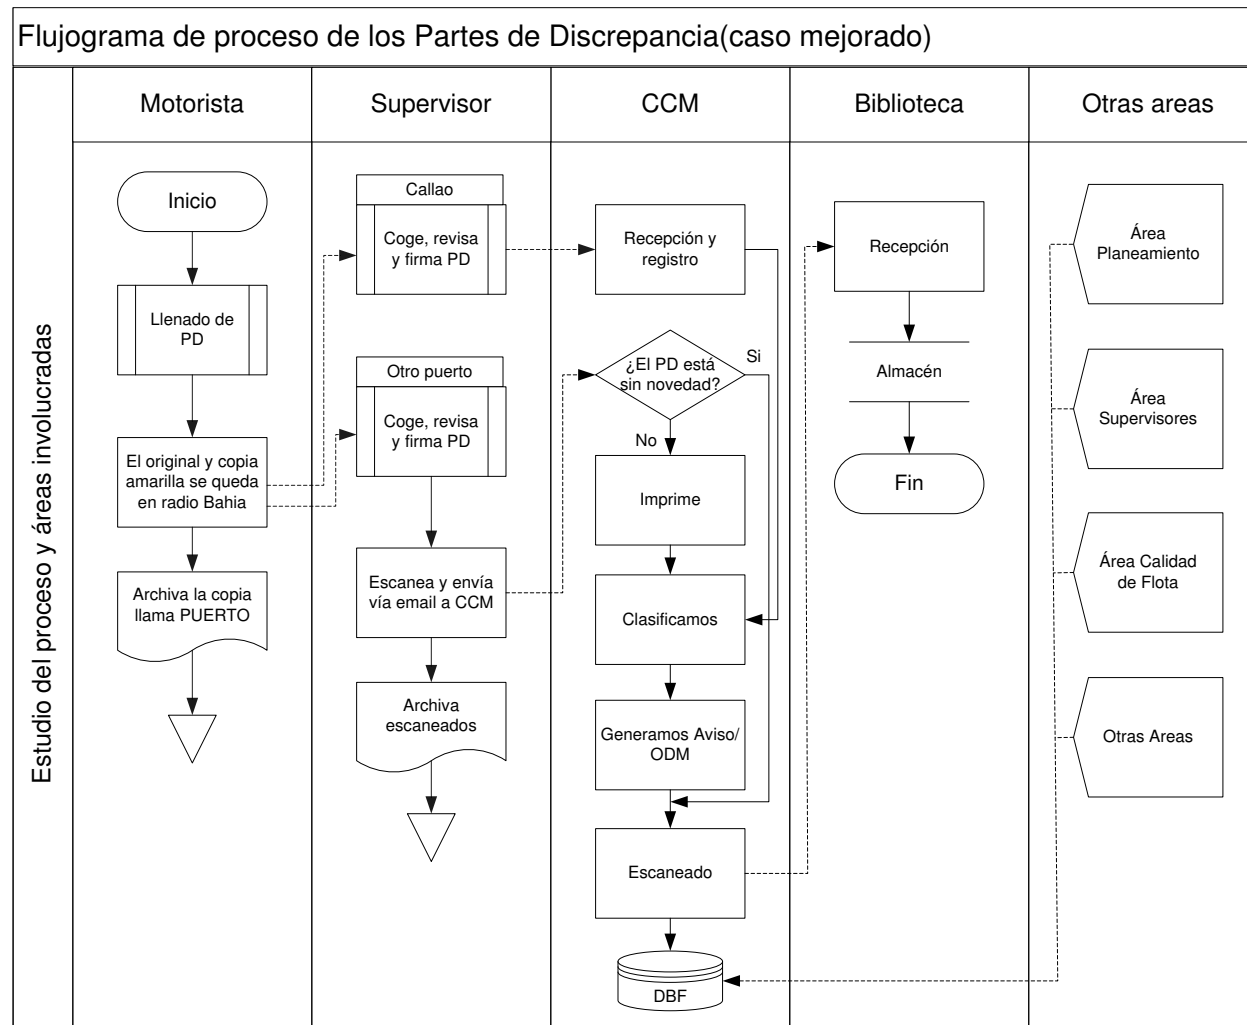 Flujograma de proceso de los Partes de Discrepancia(caso mejorado)
Estudio del proceso y áreas involucradas
Motorista
Supervisor
CCM
Biblioteca
Otras areas
Inicio
Llenado de
PD
El original y copia
amarilla se queda
en radio Bahia
Archiva la copia
llama PUERTO
Callao
Coge, revisa
y firma PD
Otro puerto
Coge, revisa
y firma PD
Escanea y envía
vía email a CCM
Archiva
escaneados
Recepción y
registro
¿El PD está
sin novedad?
Si
No
Imprime
Clasificamos
Generamos Aviso/
ODM
Escaneado
DBF
Recepción
Almacén
Fin
Área
Planeamiento
Área
Supervisores
Área Calidad
de Flota
Otras Areas